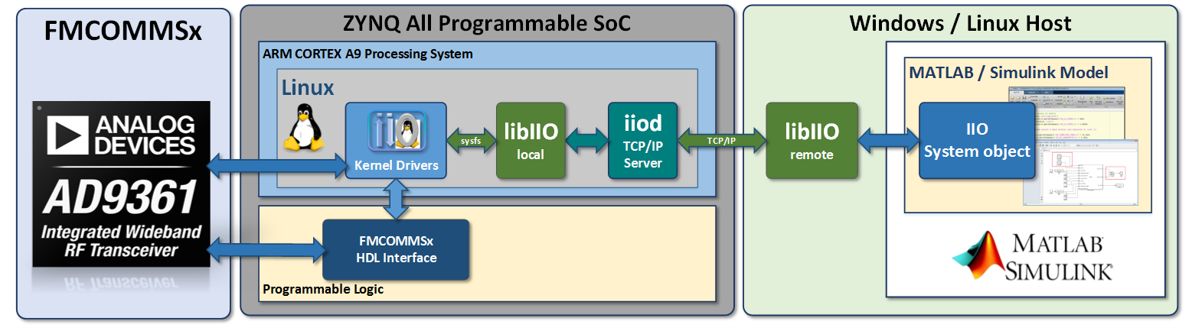 FMCOMMSx
ANALOG
DEVICES
AD9361
Integrated Wideband
RF Transceiver
ZYNQ All Programmable SoC
ARM CORTEX A9 Processing System
Linux
iio
Kernel Drivers
sysfs
libIIO
local
iiod
TCP/IP
Server
TCP/IP
FMCOMMSx
HDL Interface
Programmable Logic
Windows / Linux Host
MATLAB / Simulink Model
libIIO
remote
IIO
System object
MATLAB
SIMULINK